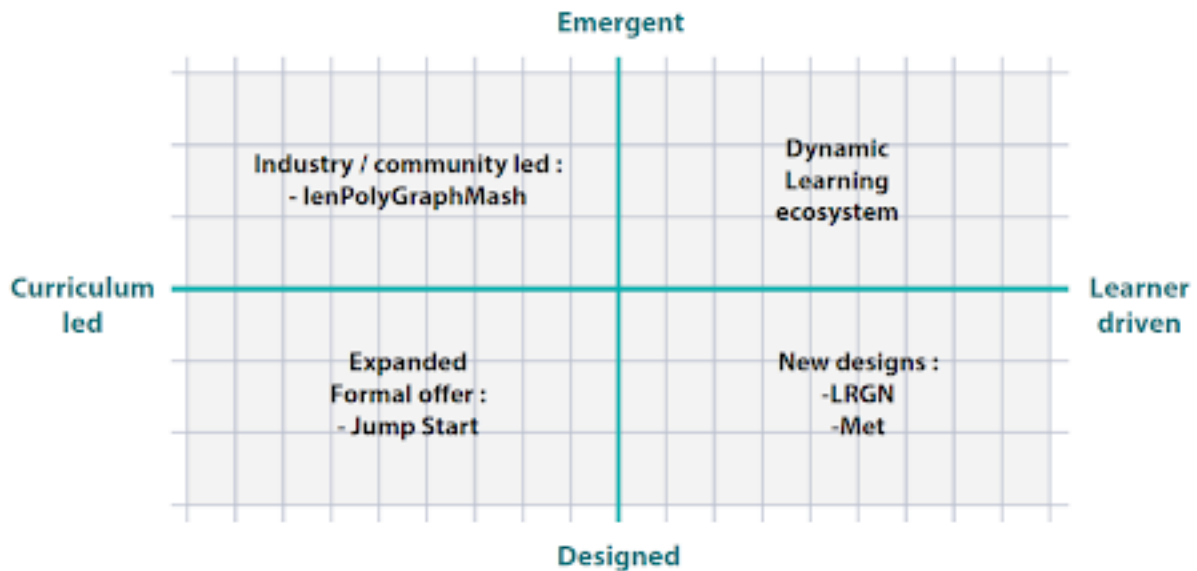 Emergent
Industry / community led :
- lenPolyGraphMash
Dynamic
Learning
ecosystem
Curriculum
led
Learner
driven
Expanded
Formal offer :
- Jump Start
New designs :
-LRGN
-Met
Designed